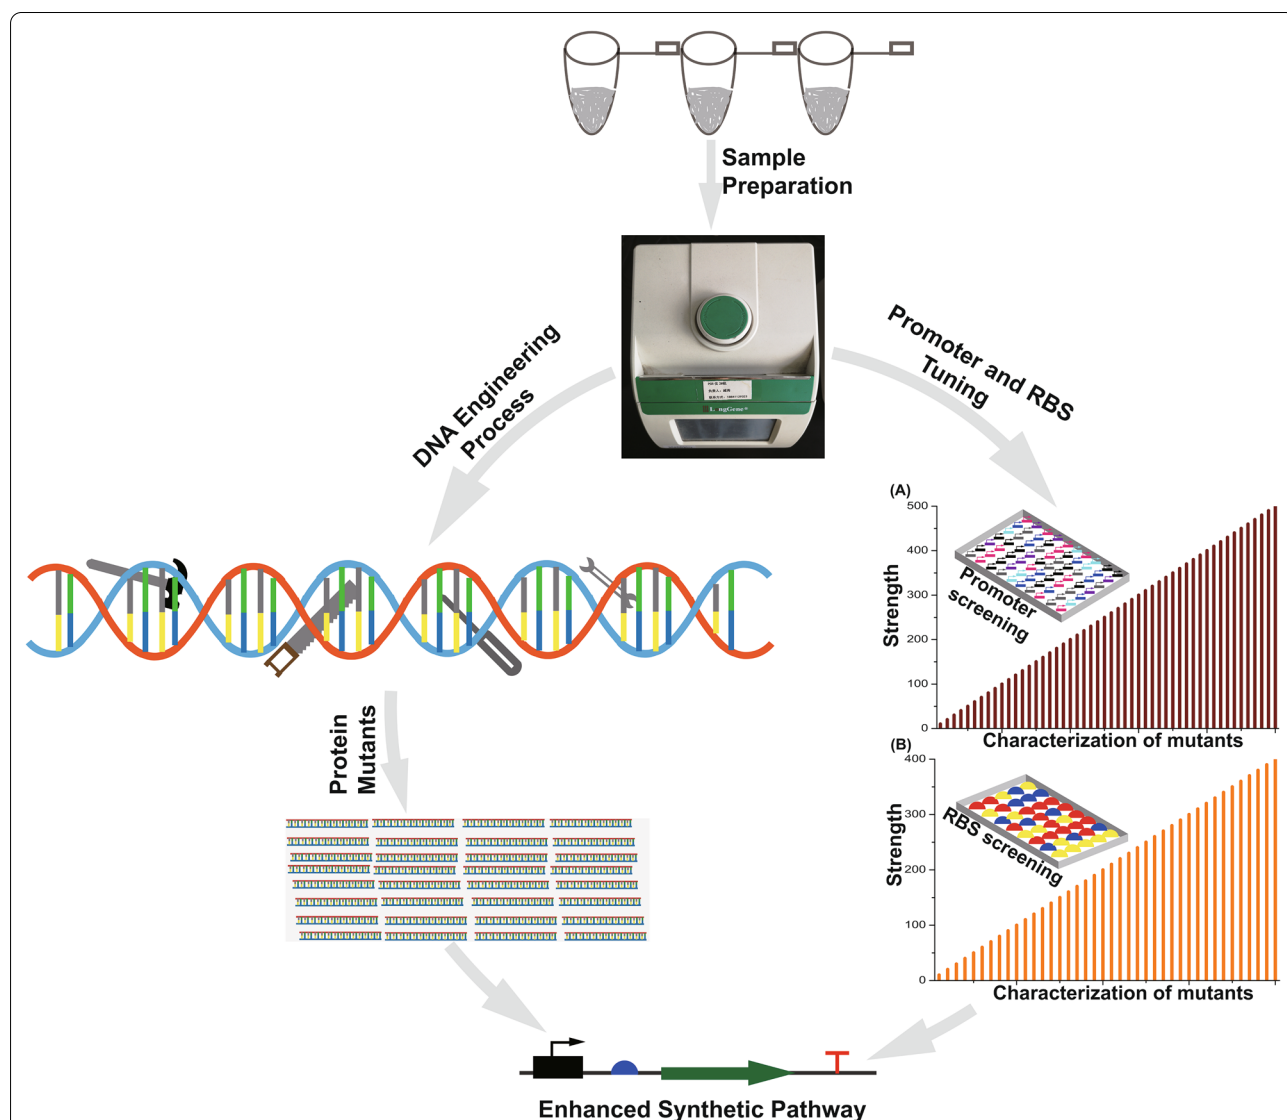 Sample
Preparation
LongGene®
DNA Engineering
Process
Promoter and RBS
Tuning
(A)
500
400
300
200
100
0
Strength
Promoter
screening
Characterization of mutants
Protein
Mutants
(B)
400
300
200
100
0
Strength
RBS screening
Characterization of mutants
Enhanced Synthetic Pathway